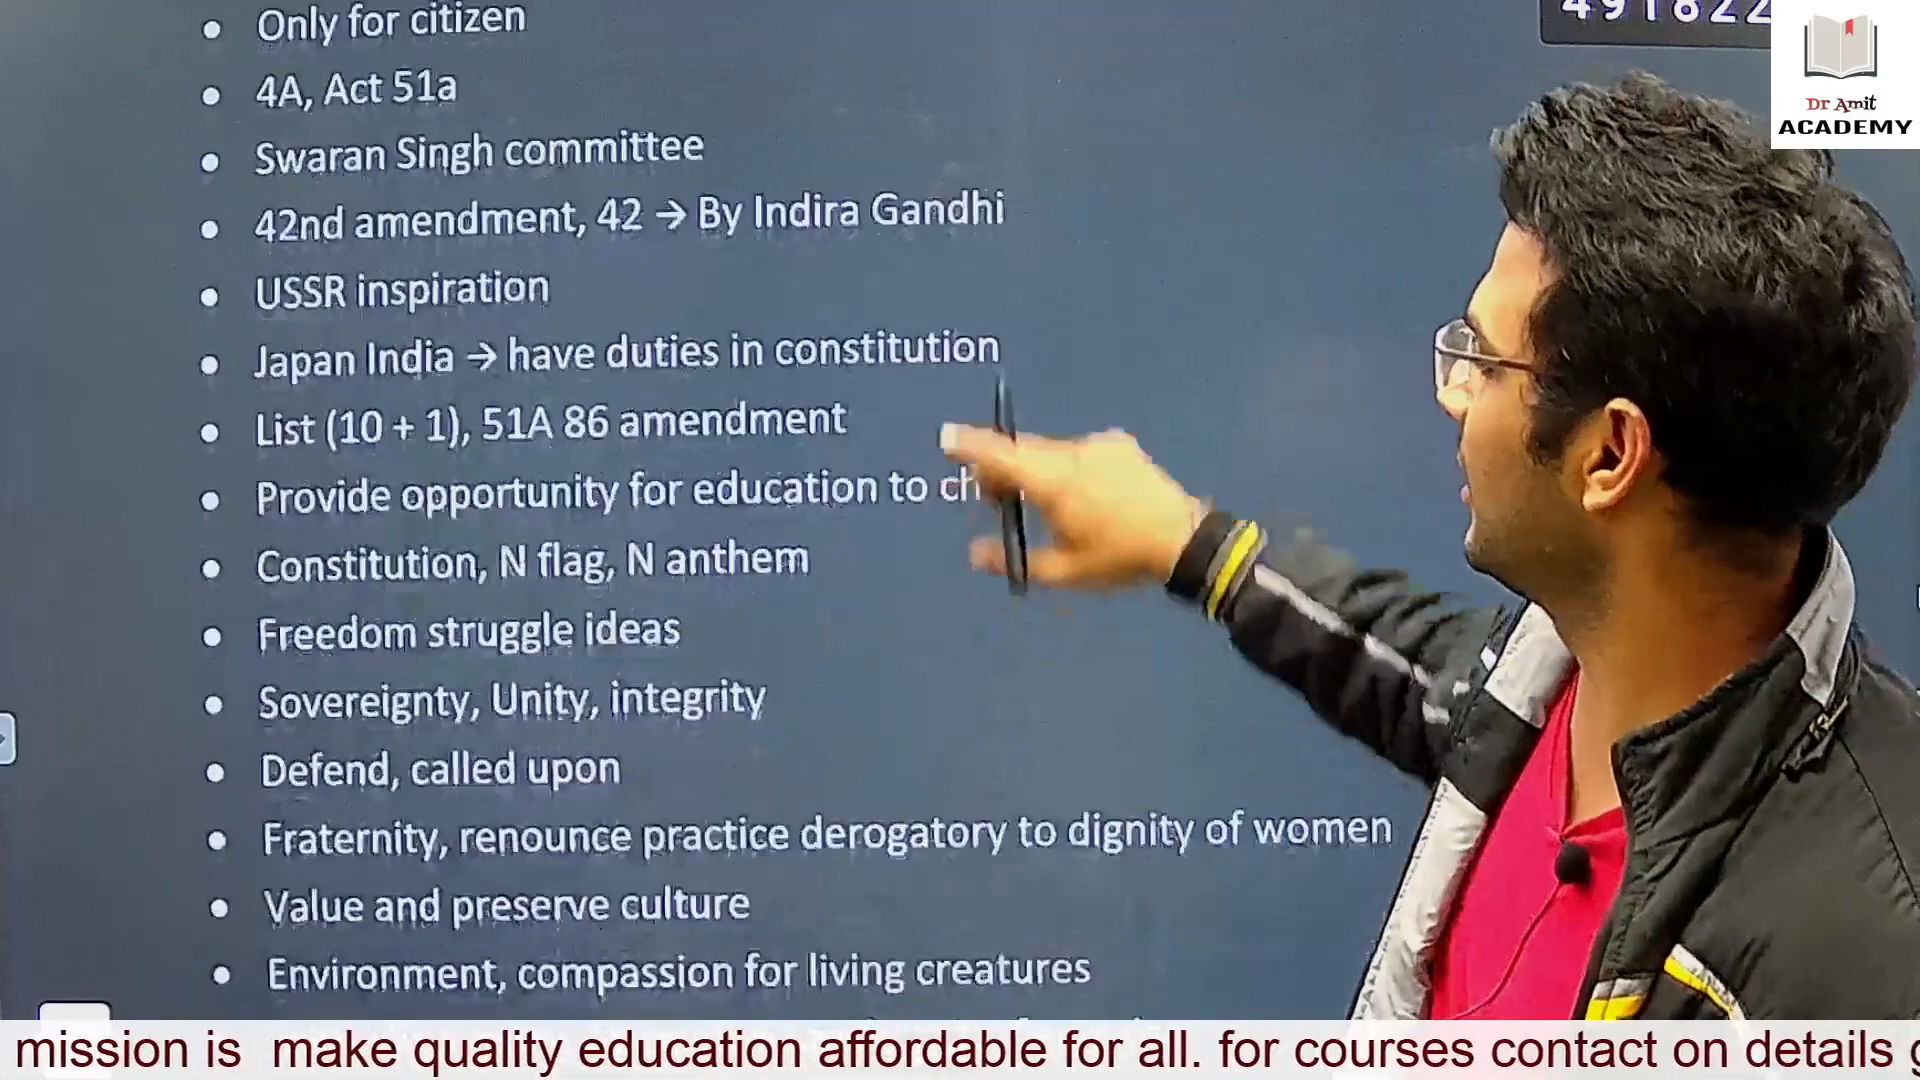 Only for citizen
491822
Dr Amit
ACADEMY
4A, Act 51a
Swaran Singh committee
42nd amendment, 42 → By Indira Gandhi
USSR inspiration
Japan India → have duties in constitution
List (10 + 1), 51A 86 amendment
Provide opportunity for education to
Constitution, N flag, N anthem
Freedom struggle ideas
Sovereignty, Unity, integrity
Defend, called upon
Fraternity, renounce practice derogatory to dignity of women
Value and preserve culture
Environment, compassion for living creatures
mission is make quality education affordable for all. for courses contact on details